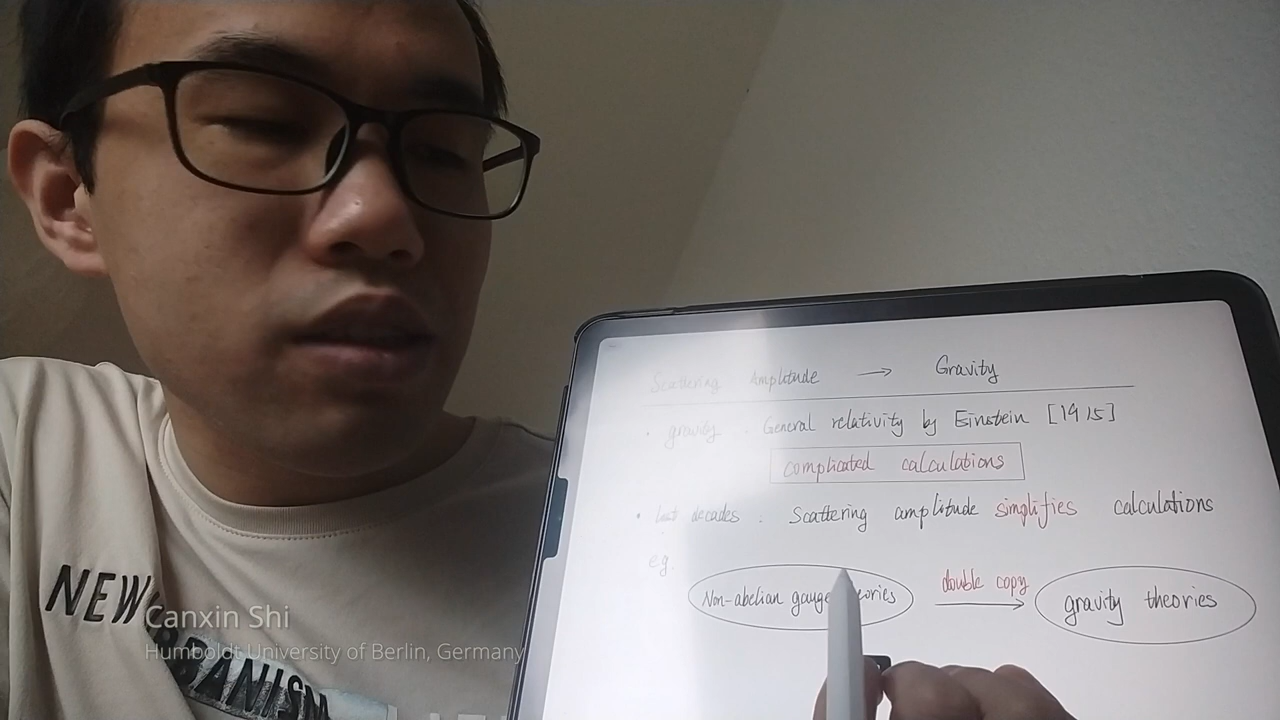 Scattering Amplitude → Gravity
• gravity : General relativity by Einstein [1915]
complicated calculations
• last decades : Scattering amplitude simplifies calculations
e.g.
double copy
Non-abelian gauge theories → gravity theories
NEW
URBANISM
Canxin Shi
Humboldt University of Berlin, Germany